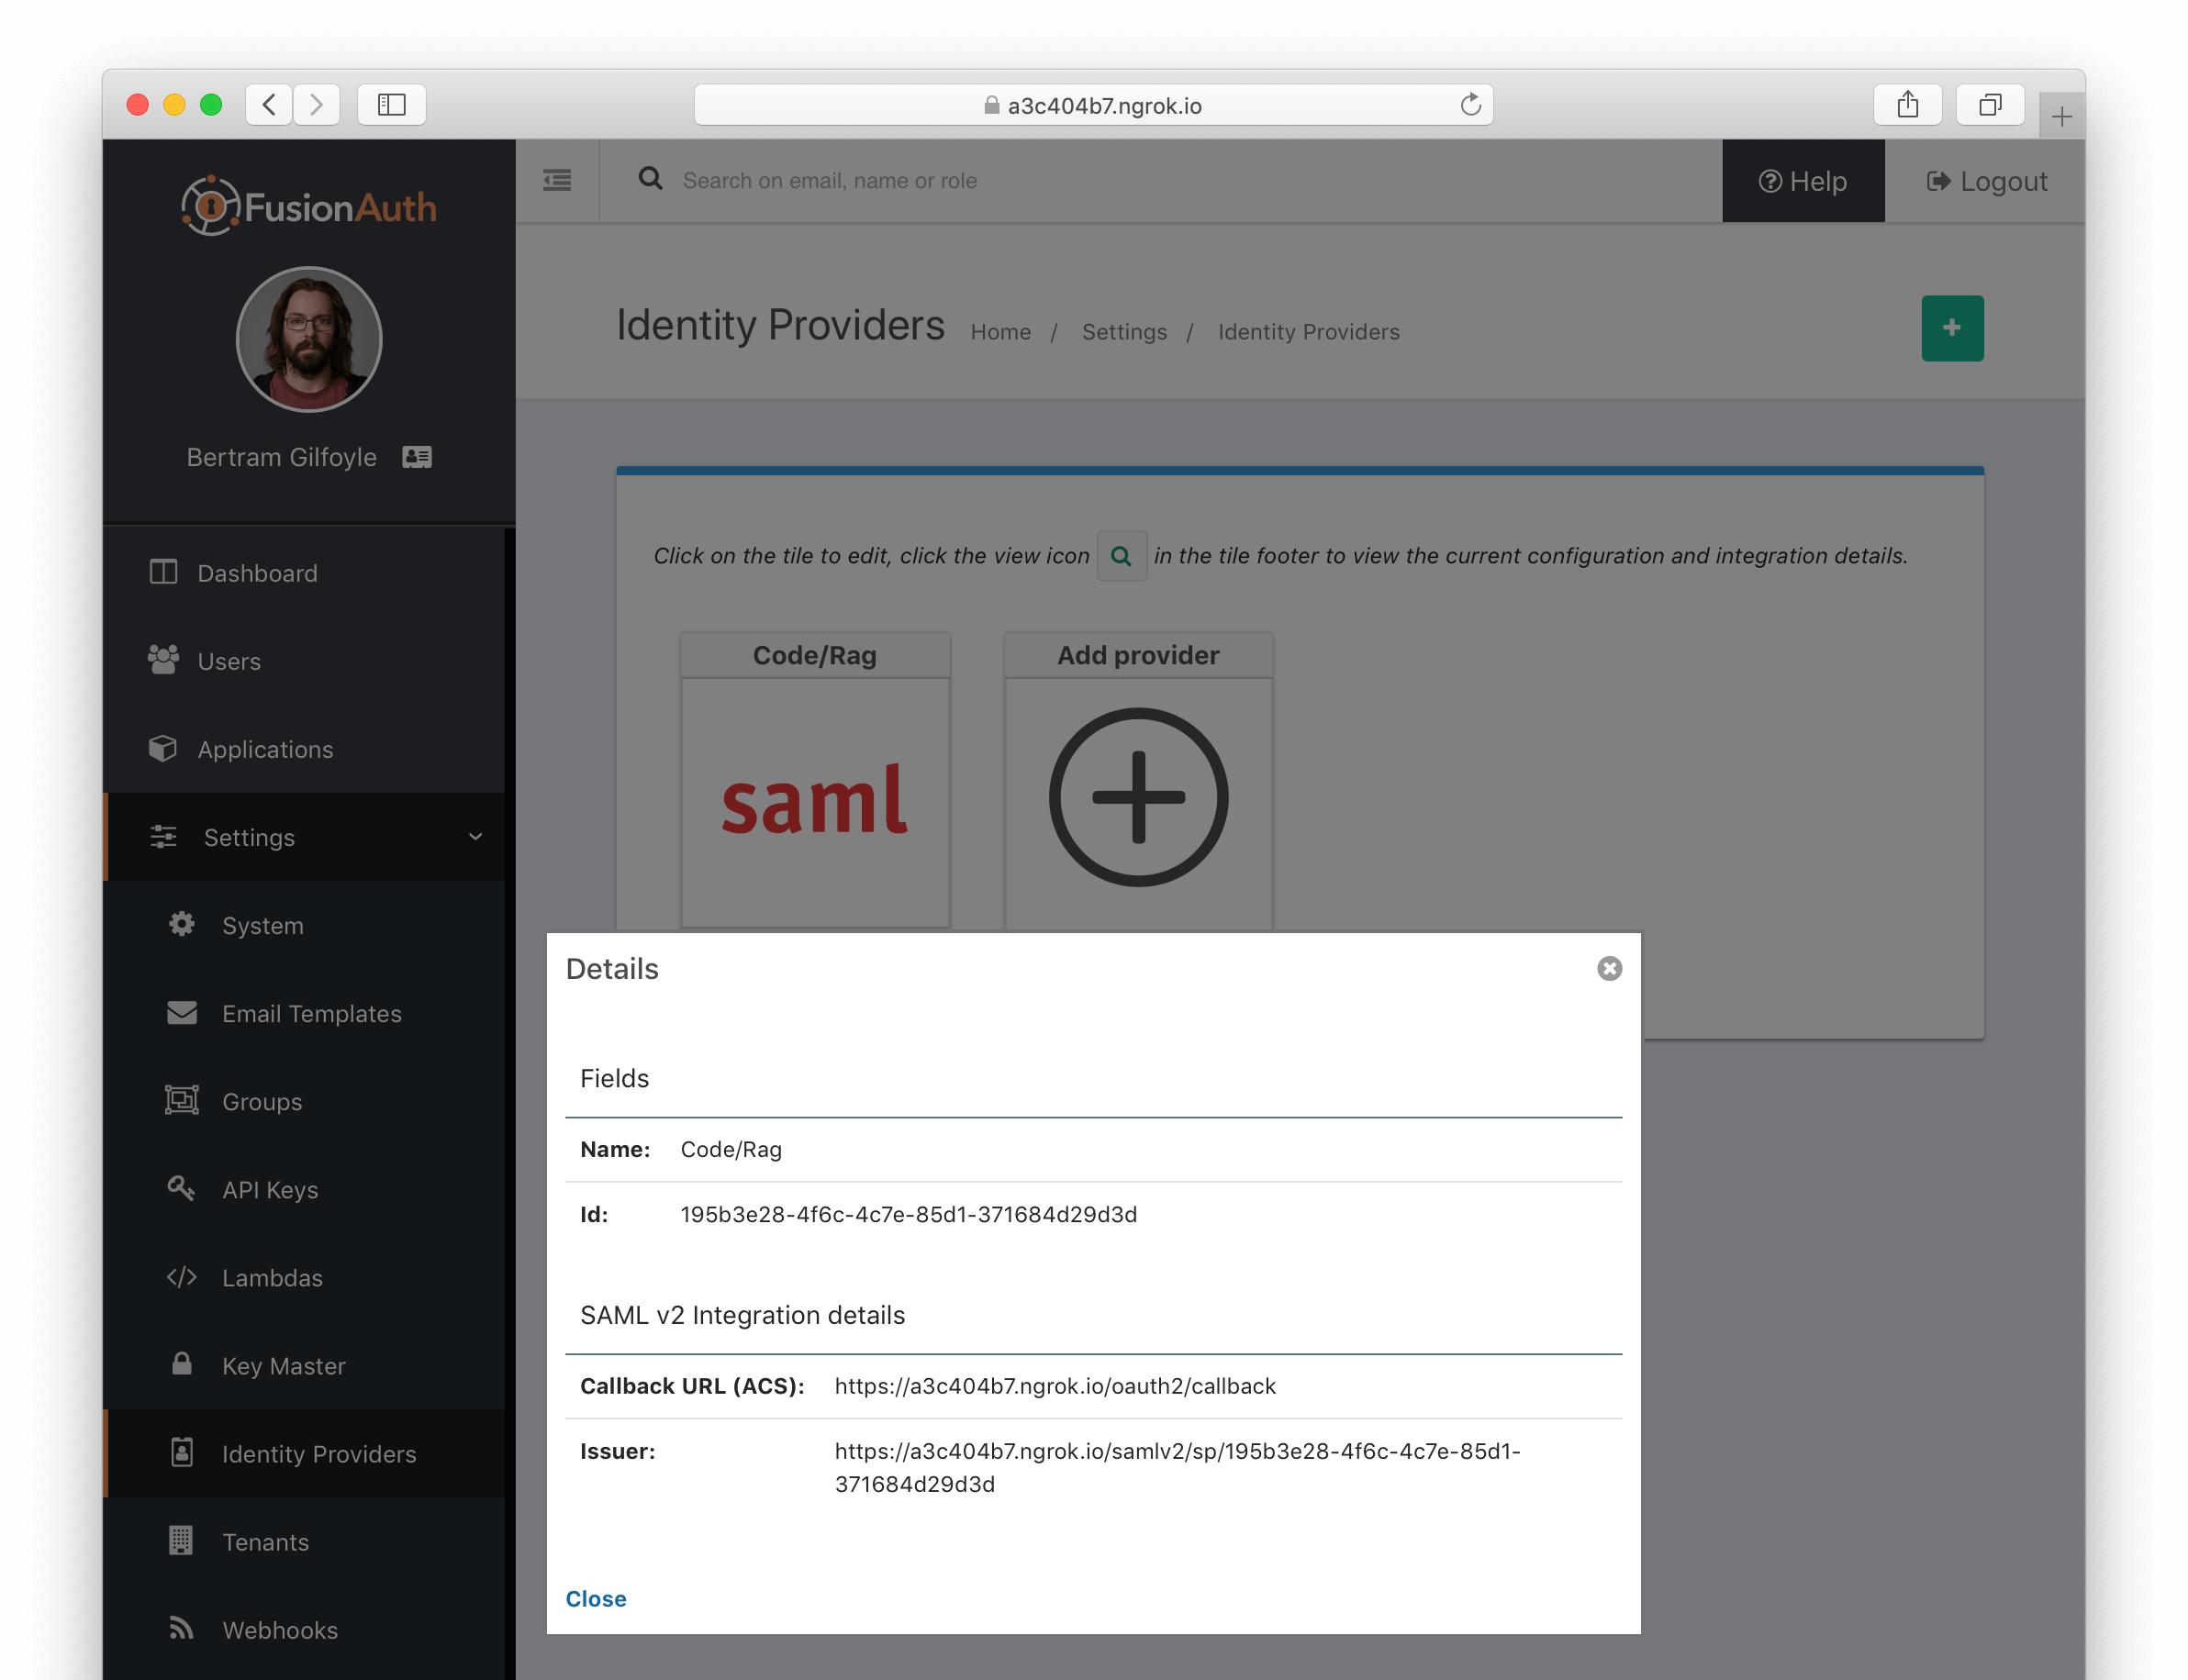 a3c404b7.ngrok.io
FusionAuth
Search on email, name or role
Help
Logout
Bertram Gilfoyle
Identity Providers
Home / Settings / Identity Providers
Dashboard
Users
Applications
Settings
System
Email Templates
Groups
API Keys
Lambdas
Key Master
Identity Providers
Tenants
Webhooks
Click on the tile to edit, click the view icon in the tile footer to view the current configuration and integration details.
Code/Rag
Add provider
saml
Details
Fields
Name: Code/Rag
Id: 195b3e28-4f6c-4c7e-85d1-371684d29d3d
SAML v2 Integration details
Callback URL (ACS): https://a3c404b7.ngrok.io/oauth2/callback
Issuer: https://a3c404b7.ngrok.io/samlv2/sp/195b3e28-4f6c-4c7e-85d1-
371684d29d3d
Close